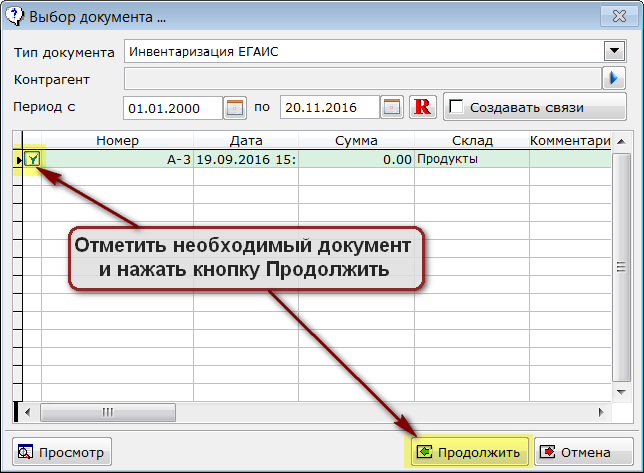 Выбор документа ...
Тип документа Инвентаризация ЕГАИС
Контрагент
Период с 01.01.2000 по 20.11.2016 R Создавать связи
Номер Дата Сумма Склад Комментари
А-3 19.09.2016 15: 0.00 Продукты
Отметить необходимый документ
и нажать кнопку Продолжить
Просмотр Продолжить Отмена